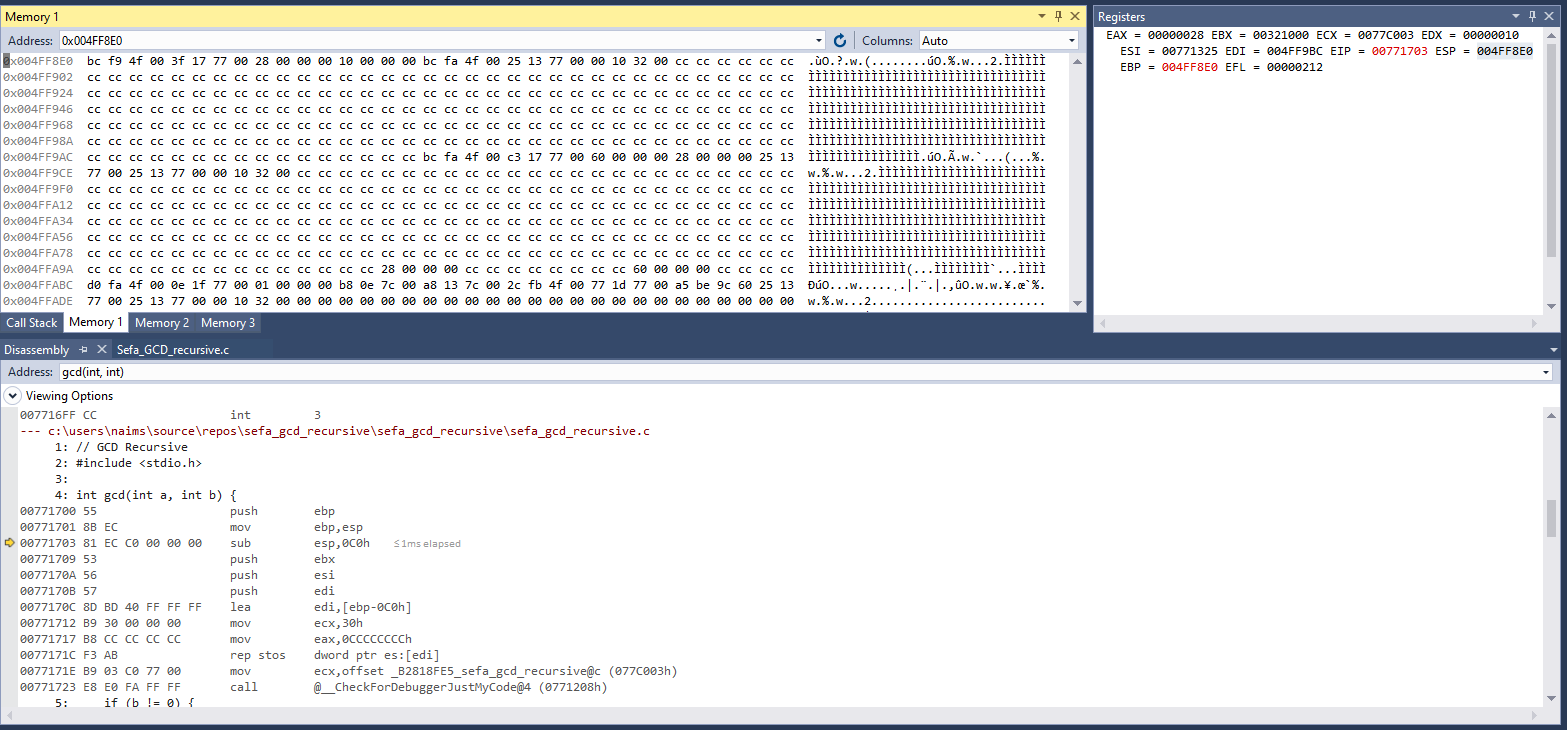 Memory 1
Address: 0x004FF8E0 Columns: Auto
0x004FF8E0 bc f9 4f 00 3f 17 77 00 28 00 00 00 10 00 00 00 bc fa 4f 00 25 13 77 00 00 10 32 00 cc cc cc cc cc cc .ùO.?.w.(........úO.%.w...2.ÌÌÌÌÌÌ
0x004FF902 cc cc cc cc cc cc cc cc cc cc cc cc cc cc cc cc cc cc cc cc cc cc cc cc cc cc cc cc cc cc cc cc cc cc ÌÌÌÌÌÌÌÌÌÌÌÌÌÌÌÌÌÌÌÌÌÌÌÌÌÌÌÌÌÌÌÌÌÌ
0x004FF924 cc cc cc cc cc cc cc cc cc cc cc cc cc cc cc cc cc cc cc cc cc cc cc cc cc cc cc cc cc cc cc cc cc cc ÌÌÌÌÌÌÌÌÌÌÌÌÌÌÌÌÌÌÌÌÌÌÌÌÌÌÌÌÌÌÌÌÌÌ
0x004FF946 cc cc cc cc cc cc cc cc cc cc cc cc cc cc cc cc cc cc cc cc cc cc cc cc cc cc cc cc cc cc cc cc cc cc ÌÌÌÌÌÌÌÌÌÌÌÌÌÌÌÌÌÌÌÌÌÌÌÌÌÌÌÌÌÌÌÌÌÌ
0x004FF968 cc cc cc cc cc cc cc cc cc cc cc cc cc cc cc cc cc cc cc cc cc cc cc cc cc cc cc cc cc cc cc cc cc cc ÌÌÌÌÌÌÌÌÌÌÌÌÌÌÌÌÌÌÌÌÌÌÌÌÌÌÌÌÌÌÌÌÌÌ
0x004FF98A cc cc cc cc cc cc cc cc cc cc cc cc cc cc cc cc cc cc cc cc cc cc cc cc cc cc cc cc cc cc cc cc cc cc ÌÌÌÌÌÌÌÌÌÌÌÌÌÌÌÌÌÌÌÌÌÌÌÌÌÌÌÌÌÌÌÌÌÌ
0x004FF9AC cc cc cc cc cc cc cc cc cc cc cc cc cc cc cc cc bc fa 4f 00 c3 17 77 00 60 00 00 00 28 00 00 00 25 13 ÌÌÌÌÌÌÌÌÌÌÌÌÌÌÌÌ.úO.Ã.w.`...(...%.
0x004FF9CE 77 00 25 13 77 00 00 10 32 00 cc cc cc cc cc cc cc cc cc cc cc cc cc cc cc cc cc cc cc cc cc cc cc cc w.%.w...2.ÌÌÌÌÌÌÌÌÌÌÌÌÌÌÌÌÌÌÌÌÌÌÌÌ
0x004FF9F0 cc cc cc cc cc cc cc cc cc cc cc cc cc cc cc cc cc cc cc cc cc cc cc cc cc cc cc cc cc cc cc cc cc cc ÌÌÌÌÌÌÌÌÌÌÌÌÌÌÌÌÌÌÌÌÌÌÌÌÌÌÌÌÌÌÌÌÌÌ
0x004FFA12 cc cc cc cc cc cc cc cc cc cc cc cc cc cc cc cc cc cc cc cc cc cc cc cc cc cc cc cc cc cc cc cc cc cc ÌÌÌÌÌÌÌÌÌÌÌÌÌÌÌÌÌÌÌÌÌÌÌÌÌÌÌÌÌÌÌÌÌÌ
0x004FFA34 cc cc cc cc cc cc cc cc cc cc cc cc cc cc cc cc cc cc cc cc cc cc cc cc cc cc cc cc cc cc cc cc cc cc ÌÌÌÌÌÌÌÌÌÌÌÌÌÌÌÌÌÌÌÌÌÌÌÌÌÌÌÌÌÌÌÌÌÌ
0x004FFA56 cc cc cc cc cc cc cc cc cc cc cc cc cc cc cc cc cc cc cc cc cc cc cc cc cc cc cc cc cc cc cc cc cc cc ÌÌÌÌÌÌÌÌÌÌÌÌÌÌÌÌÌÌÌÌÌÌÌÌÌÌÌÌÌÌÌÌÌÌ
0x004FFA78 cc cc cc cc cc cc cc cc cc cc cc cc cc cc cc cc cc cc cc cc cc cc cc cc cc cc cc cc cc cc cc cc cc cc ÌÌÌÌÌÌÌÌÌÌÌÌÌÌÌÌÌÌÌÌÌÌÌÌÌÌÌÌÌÌÌÌÌÌ
0x004FFA9A cc cc cc cc cc cc cc cc cc cc cc cc cc cc 28 00 00 00 cc cc cc cc cc cc cc cc 60 00 00 00 cc cc cc cc ÌÌÌÌÌÌÌÌÌÌÌÌÌÌ(...ÌÌÌÌÌÌÌÌ`...ÌÌÌÌ
0x004FFABC d0 fa 4f 00 0e 1f 77 00 01 00 00 00 b8 0e 7c 00 a8 13 7c 00 2c fb 4f 00 77 1d 77 00 a5 be 9c 60 25 13 ÐúO...w.....¸.|.¨.|.,ûO.w.w.¥.œ`%.
0x004FFADE 77 00 25 13 77 00 00 10 32 00 00 00 00 00 00 00 00 00 00 00 00 00 00 00 00 00 00 00 00 00 00 00 00 00 w.%.w...2.........................
Call Stack Memory 1 Memory 2 Memory 3
Registers
EAX = 00000028 EBX = 00321000 ECX = 0077C003 EDX = 00000010
ESI = 00771325 EDI = 004FF9BC EIP = 00771703 ESP = 004FF8E0
EBP = 004FF8E0 EFL = 00000212
Disassembly Sefa_GCD_recursive.c
Address: gcd(int, int)
Viewing Options
007716FF CC int 3
--- c:\users\naims\source\repos\sefa_gcd_recursive\sefa_gcd_recursive\sefa_gcd_recursive.c
1: // GCD Recursive
2: #include <stdio.h>
3:
4: int gcd(int a, int b) {
00771700 55 push ebp
00771701 8B EC mov ebp,esp
00771703 81 EC C0 00 00 00 sub esp,0C0h ≤1ms elapsed
00771709 53 push ebx
0077170A 56 push esi
0077170B 57 push edi
0077170C 8D BD 40 FF FF FF lea edi,[ebp-0C0h]
00771712 B9 30 00 00 00 mov ecx,30h
00771717 B8 CC CC CC CC mov eax,0CCCCCCCCh
0077171C F3 AB rep stos dword ptr es:[edi]
0077171E B9 03 C0 77 00 mov ecx,offset _B2818FE5_sefa_gcd_recursive@c (077C003h)
00771723 E8 E0 FA FF FF call @__CheckForDebuggerJustMyCode@4 (0771208h)
5: if (b != 0) {